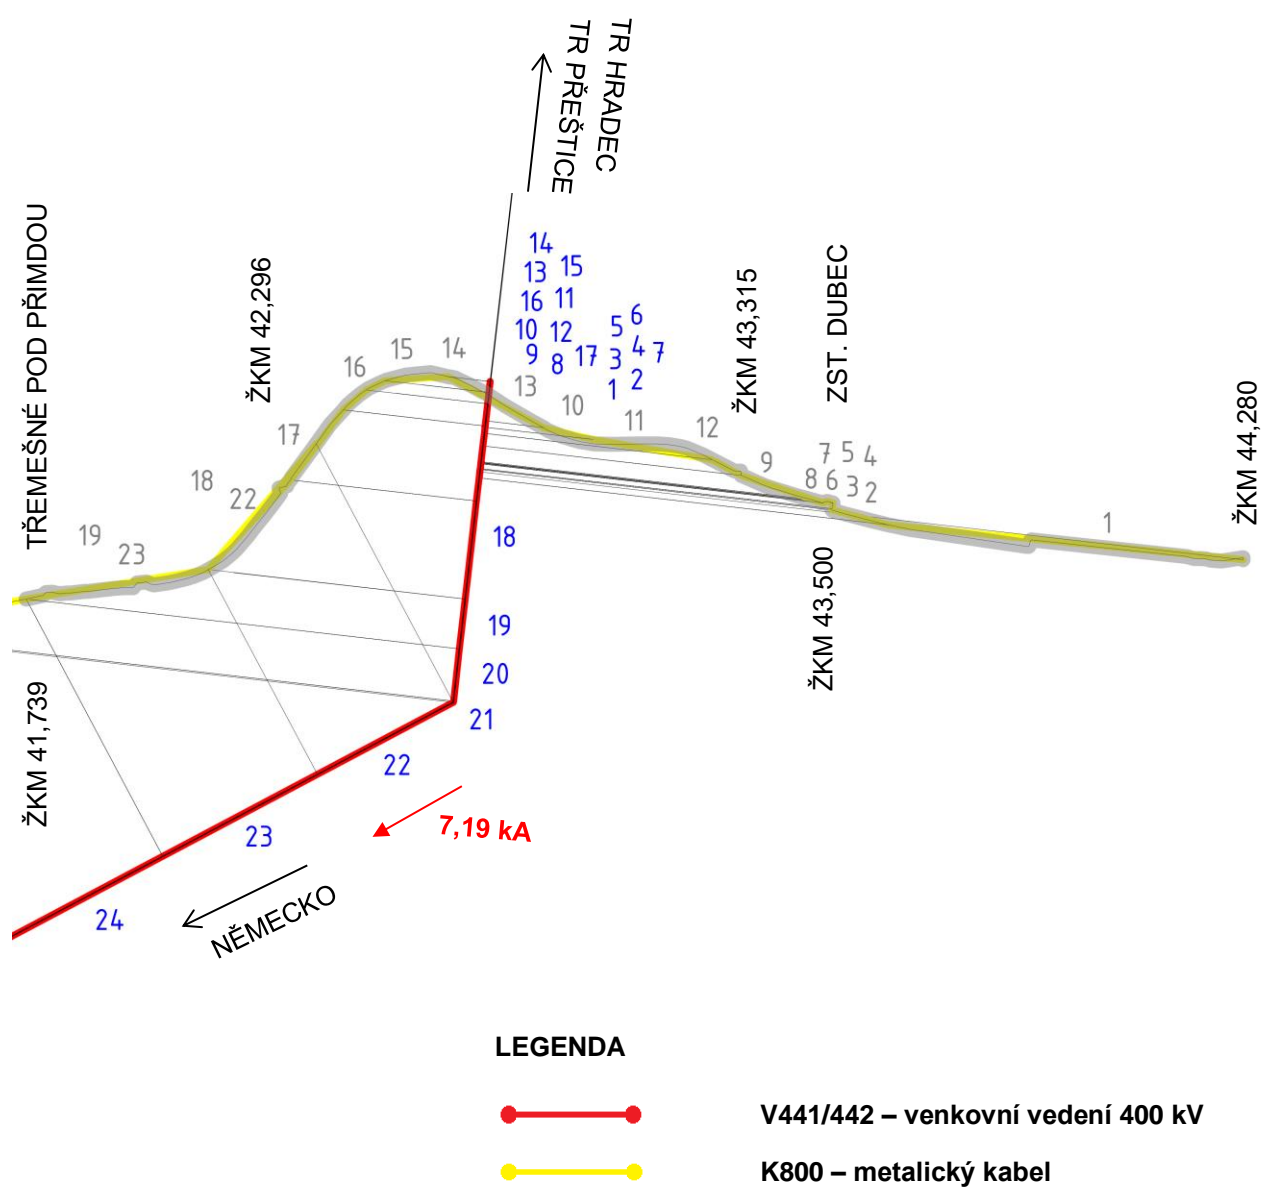 TR HRADEC
TR PŘEŠTICE
TŘEMEŠNÉ POD PŘIMDOU
ŽKM 42,296
ŽKM 43,315
ZST. DUBEC
ŽKM 44,280
14
13 15
16 11
10 12
9 8 17
5 6
3 4 7
1 2
15 14
16
13
10
11
12
17
9
7 5 4
8 6 3 2
18
22
19
23
1
18
19
20
21
22
23
24
ŽKM 43,500
ŽKM 41,739
7,19 kA
NĚMECKO
LEGENDA
V441/442 – venkovní vedení 400 kV
K800 – metalický kabel